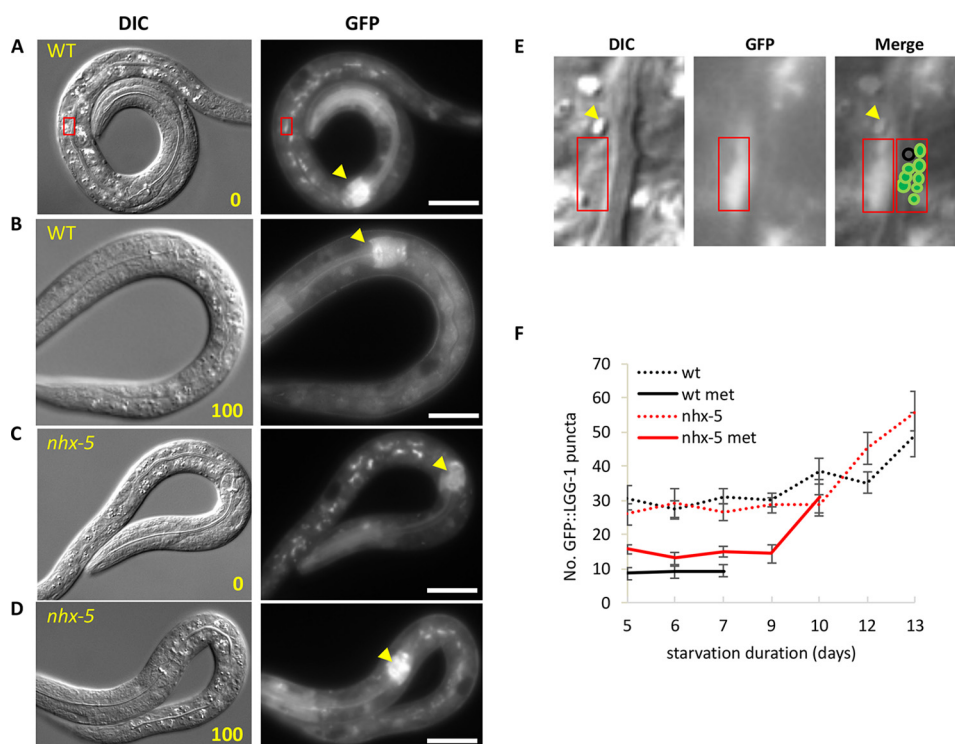 DIC GFP
A WT 0
B WT 100
C nhx-5 0
D nhx-5 100
E DIC GFP Merge
F
No. GFP::LGG-1 puncta
70
60
50
40
30
20
10
0
wt
wt met
nhx-5
nhx-5 met
5 6 7 9 10 12 13
starvation duration (days)